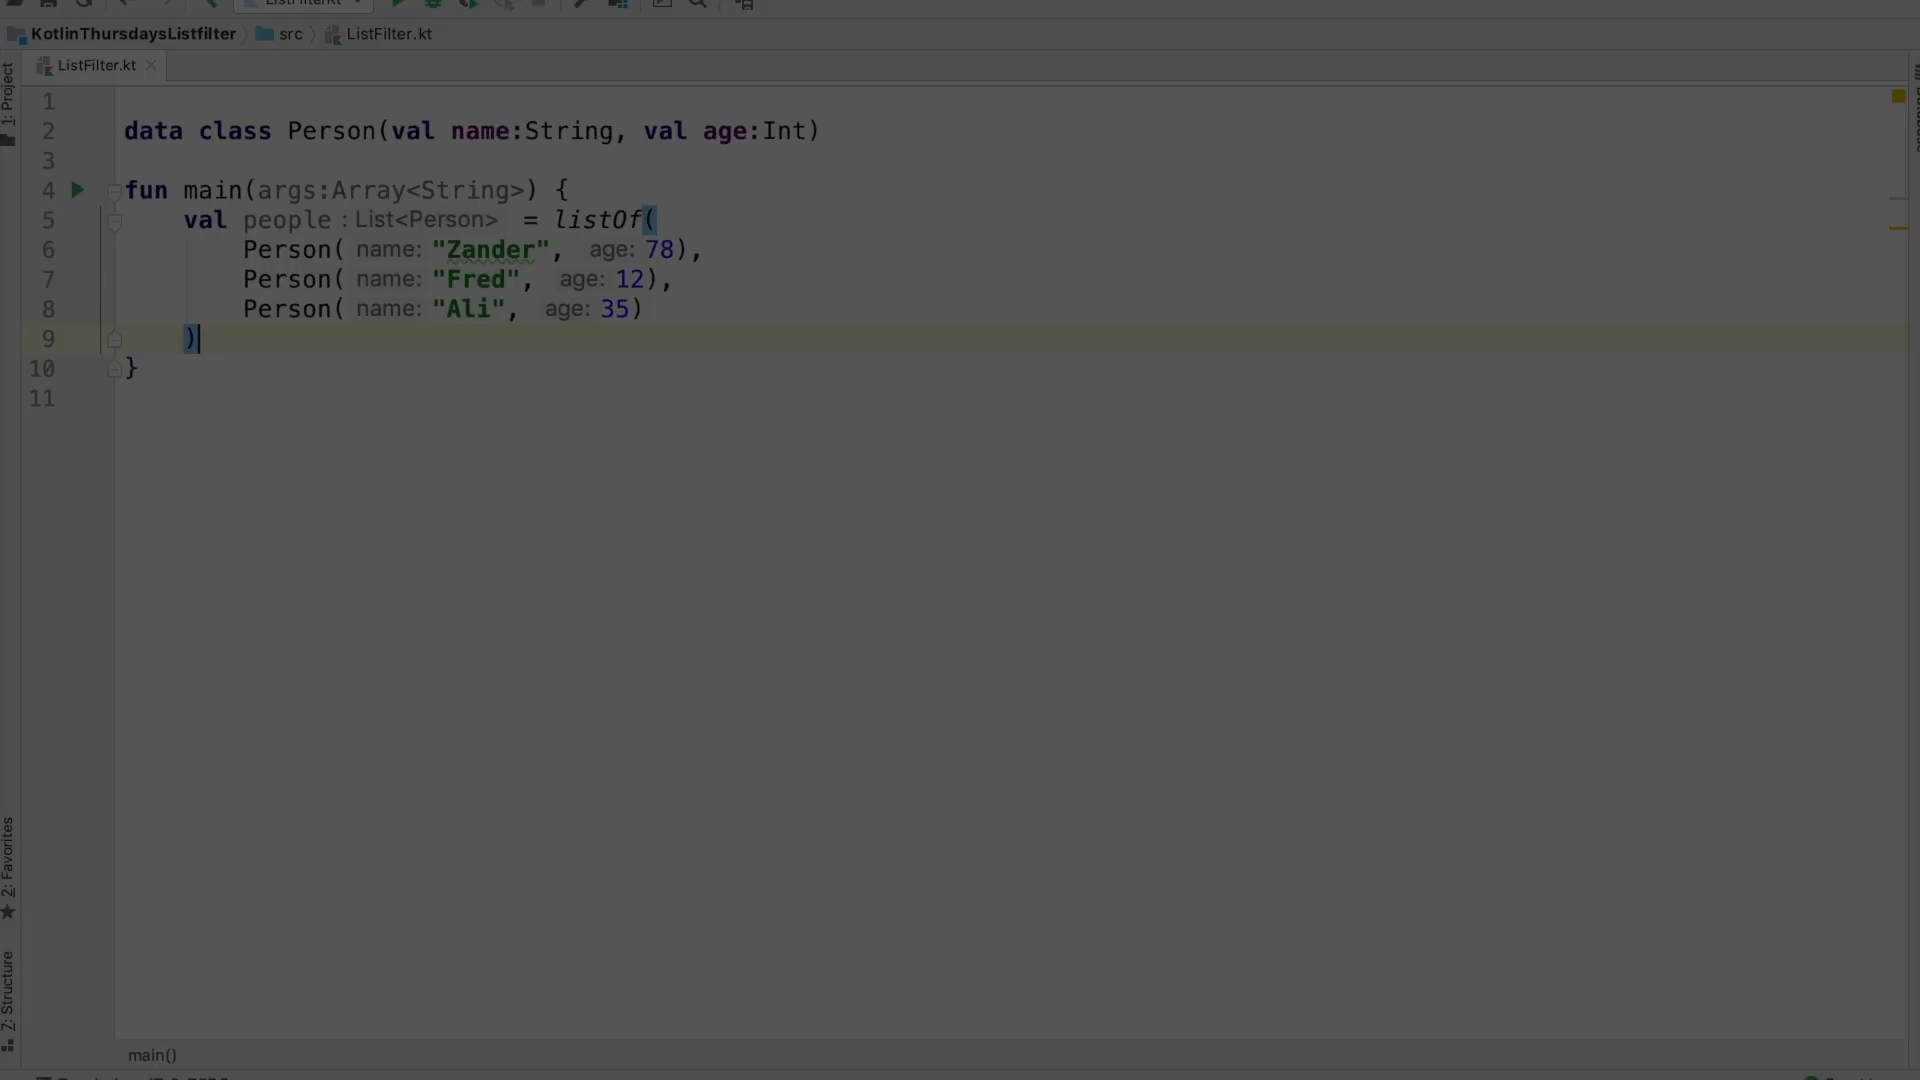 KotlinThursdaysListfilter src ListFilter.kt
ListFilter.kt
1: Project
1
2 data class Person(val name:String, val age:Int)
3
4 fun main(args:Array<String>) {
5 val people : List<Person> = listOf(
6 Person( name: "Zander", age: 78),
7 Person( name: "Fred", age: 12),
8 Person( name: "Ali", age: 35)
9 )
10 }
11
2: Favorites
7: Structure
main()